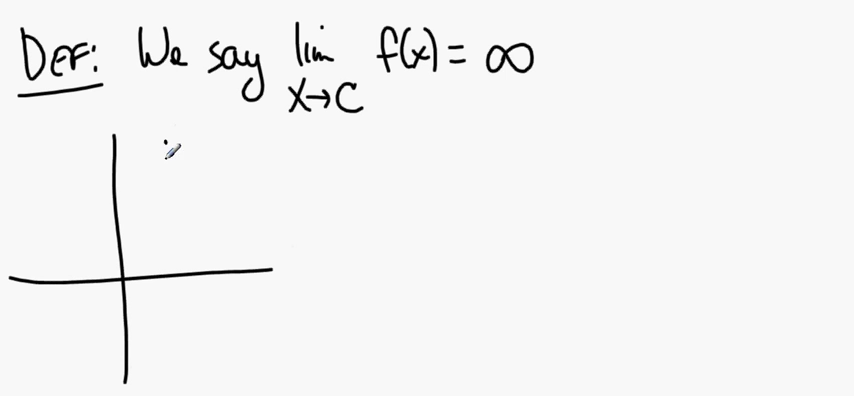 DEF: We say lim f(x) = ∞
x→c